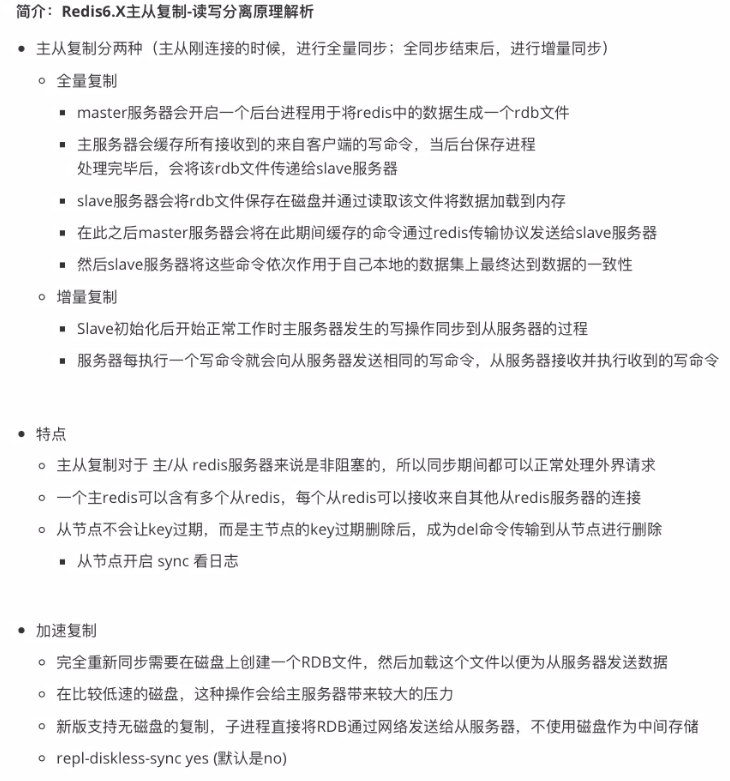 简介：Redis6.X主从复制-读写分离原理解析
主从复制分两种（主从刚连接的时候，进行全量同步；全同步结束后，进行增量同步）
全量复制
master服务器会开启一个后台进程用于将redis中的数据生成一个rdb文件
主服务器会缓存所有接收到的来自客户端的写命令，当后台保存进程
处理完毕后，会将该rdb文件传递给slave服务器
slave服务器会将rdb文件保存在磁盘并通过读取该文件将数据加载到内存
在此之后master服务器会将在此期间缓存的命令通过redis传输协议发送给slave服务器
然后slave服务器将这些命令依次作用于自己本地的数据集上最终达到数据的一致性
增量复制
Slave初始化后开始正常工作时主服务器发生的写操作同步到从服务器的过程
服务器每执行一个写命令就会向从服务器发送相同的写命令，从服务器接收并执行收到的写命令
特点
主从复制对于 主/从 redis服务器来说是非阻塞的，所以同步期间都可以正常处理外界请求
一个主redis可以含有多个从redis，每个从redis可以接收来自其他从redis服务器的连接
从节点不会让key过期，而是主节点的key过期删除后，成为del命令传输到从节点进行删除
从节点开启 sync 看日志
加速复制
完全重新同步需要在磁盘上创建一个RDB文件，然后加载这个文件以便为从服务器发送数据
在比较低速的磁盘，这种操作会给主服务器带来较大的压力
新版支持无磁盘的复制，子进程直接将RDB通过网络发送给从服务器，不使用磁盘作为中间存储
repl-diskless-sync yes (默认是no)